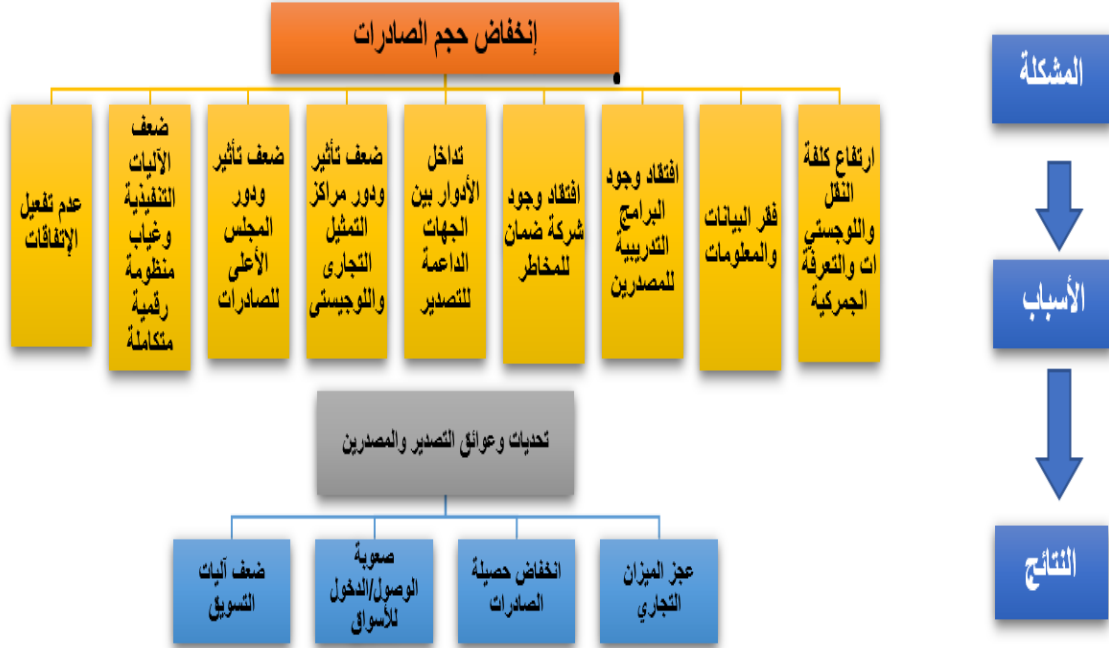 إنخفاض حجم الصادرات
المشكلة
ارتفاع كلفة
النقل
واللوجستي
ات والتعرفة
الجمركية
فقر البيانات
والمعلومات
افتقاد وجود
البرامج
التدريبية
للمصدرين
افتقاد وجود
شركة ضمان
للمخاطر
تداخل
الأدوار بين
الجهات
الداعمة
للتصدير
ضعف تأثير
ودور مراكز
التمثيل
التجارى
واللوجيستى
ضعف تأثير
ودور
المجلس
الأعلى
للصادرات
ضعف
الآليات
التنفيذية
وغياب
منظومة
رقمية
متكاملة
عدم تفعيل
الإتفاقات
الأسباب
تحديات وعوائق التصدير والمصدرين
عجز الميزان
التجاري
انخفاض حصيلة
الصادرات
صعوبة
الوصول/الدخول
للأسواق
ضعف آليات
التسويق
النتائج